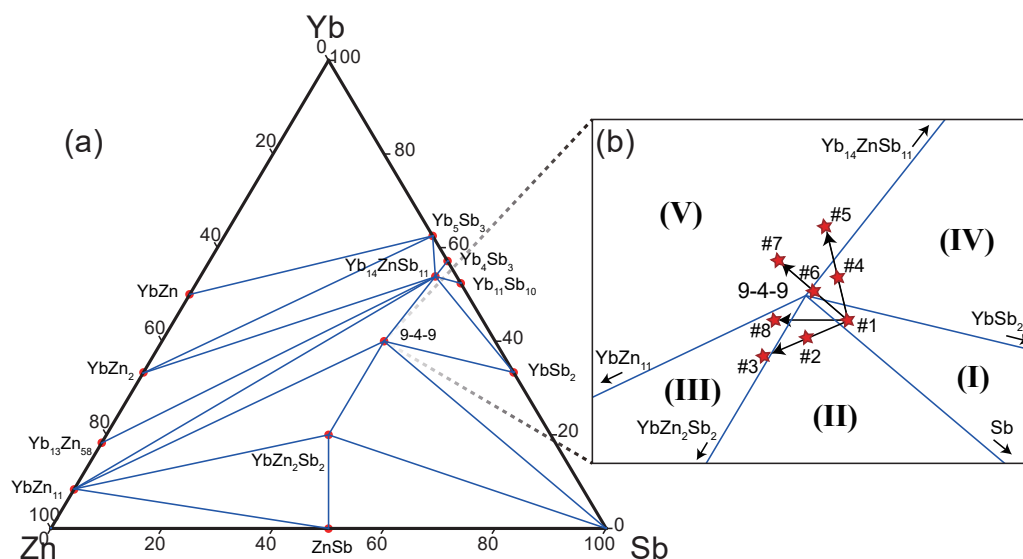 Yb
0
100
(a)
20
80
40
Yb₅Sb₃
60
Yb₄Sb₃
Yb₁₄ZnSb₁₁
Yb₁₁Sb₁₀
YbZn
60
9-4-9
40
YbZn₂
YbSb₂
80
Yb₁₃Zn₅₈
20
YbZn₂Sb₂
YbZn₁₁
100
0
0
Zn
20
40
ZnSb
60
80
100
Sb
(b)
Yb₁₄ZnSb₁₁
(V)
#5
(IV)
#7
#6
#4
9-4-9
#8
#1
YbSb₂
#3
#2
YbZn₁₁
(III)
(I)
YbZn₂Sb₂
(II)
Sb